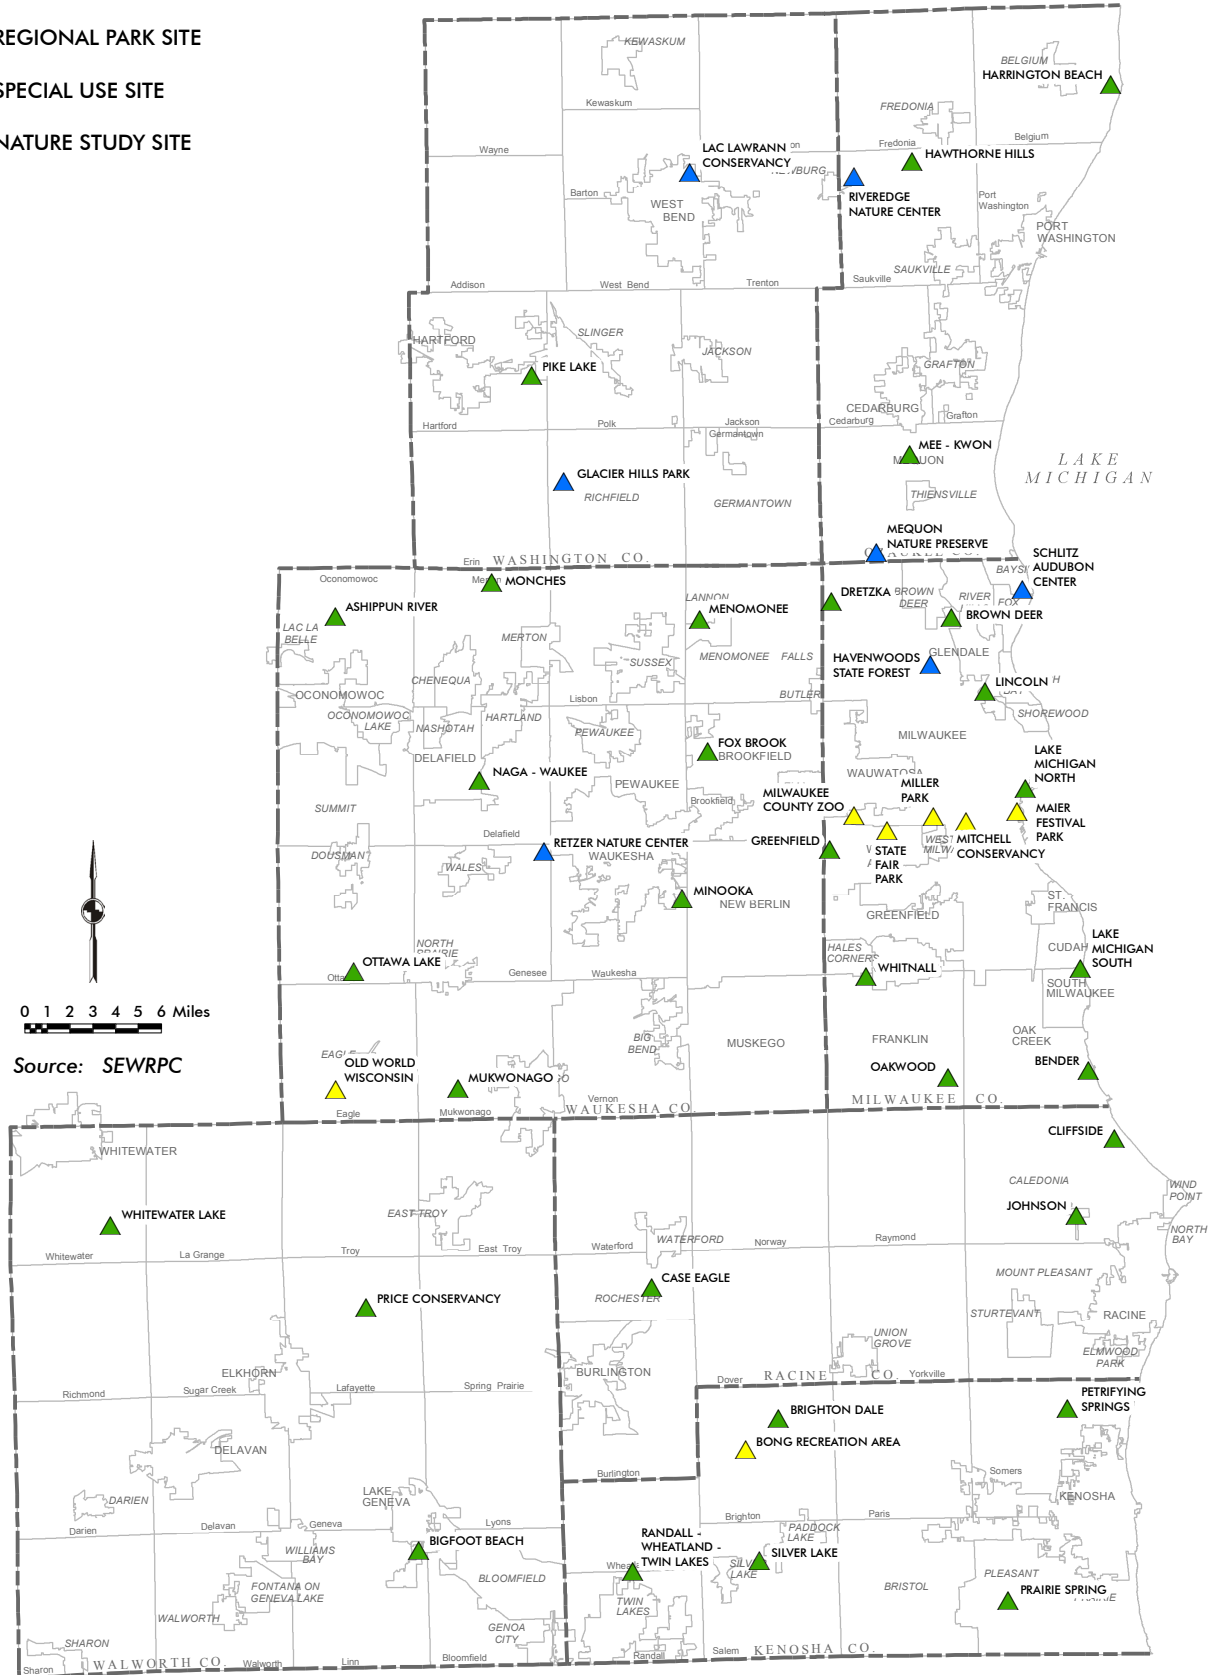 REGIONAL PARK SITE
SPECIAL USE SITE
NATURE STUDY SITE
KEWASKUM
BELGIUM
HARRINGTON BEACH
Kewaskum
FREDONIA
Belgium
Wayne
LAC LAWRANN
CONSERVANCY
Fredonia
HAWTHORNE HILLS
Barton
WEST
BEND
RIVEREDGE
NATURE CENTER
Port
Washington
PORT
WASHINGTON
SAUKVILLE
Addison
West Bend
Trenton
Saukville
HARTFORD
SLINGER
JACKSON
GRAFTON
PIKE LAKE
CEDARBURG
Hartford
Polk
Jackson
Germantown
Cedarburg
Grafton
MEE - KWON
LAKE
MICHIGAN
GLACIER HILLS PARK
RICHFIELD
GERMANTOWN
THIENSVILLE
MEQUON
NATURE PRESERVE
Erin
WASHINGTON CO.
SCHLITZ
AUDUBON
CENTER
Oconomowoc
MONCHES
ASHIPPUN RIVER
LANNON
MENOMONEE
DRETZKA
BROWN
DEER
RIVER
FOX
BROWN DEER
LAC LA
BELLE
MERTON
SUSSEX
MENOMONEE FALLS
HAVENWOODS
STATE FOREST
GLENDALE
CHENEQUA
OCONOMOWOC
Lisbon
BUTLER
LINCOLN
OCONOMOWOC
LAKE
NASHOTAH
HARTLAND
PEWAUKEE
SHOREWOOD
MILWAUKEE
DELAFIELD
FOX BROOK
BROOKFIELD
LAKE
MICHIGAN
NORTH
NAGA - WAUKEE
PEWAUKEE
WAUWATOSA
MILLER
PARK
MILWAUKEE
COUNTY ZOO
SUMMIT
Brookfield
MAIER
FESTIVAL
PARK
Delafield
RETZER NATURE CENTER
WAUKESHA
GREENFIELD
STATE
FAIR
PARK
MITCHELL
CONSERVANCY
DOUSMAN
WALES
MINOOKA
NEW BERLIN
GREENFIELD
ST.
FRANCIS
NORTH
PRAIRIE
HALES
CORNERS
CUDAHY
LAKE
MICHIGAN
SOUTH
OTTAWA LAKE
Genesee
Waukesha
WHITNALL
SOUTH
MILWAUKEE
0 1 2 3 4 5 6 Miles
Source: SEWRPC
BIG
BEND
MUSKEGO
FRANKLIN
OAK
CREEK
EAGLE
OLD WORLD
WISCONSIN
MUKWONAGO
OAKWOOD
BENDER
Eagle
Mukwonago
Vernon
WAUKESHA CO.
MILWAUKEE CO.
WHITEWATER
CLIFFSIDE
CALEDONIA
WIND
POINT
WHITEWATER LAKE
EAST TROY
JOHNSON
NORTH
BAY
Whitewater
La Grange
Troy
East Troy
Waterford
WATERFORD
Norway
Raymond
CASE EAGLE
ROCHESTER
MOUNT PLEASANT
PRICE CONSERVANCY
STURTEVANT
RACINE
UNION
GROVE
ELMWOOD
PARK
ELKHORN
BURLINGTON
Richmond
Sugar Creek
Lafayette
Spring Prairie
Dover
RACINE CO.
Yorkville
PETRIFYING
SPRINGS
BRIGHTON DALE
BONG RECREATION AREA
DELAVAN
Burlington
Somers
KENOSHA
LAKE
GENEVA
DARIEN
Darien
Delavan
Geneva
Lyons
Brighton
Paris
PADDOCK
LAKE
WILLIAMS
BAY
BIGFOOT BEACH
RANDALL -
WHEATLAND -
TWIN LAKES
SILVER LAKE
SILVER
LAKE
BLOOMFIELD
FONTANA ON
GENEVA LAKE
BRISTOL
PLEASANT
PRAIRIE
PRAIRIE SPRING
TWIN
LAKES
WALWORTH
GENOA
CITY
SHARON
Sharon
WALWORTH CO.
Walworth
Linn
Bloomfield
Randall
Salem
KENOSHA CO.